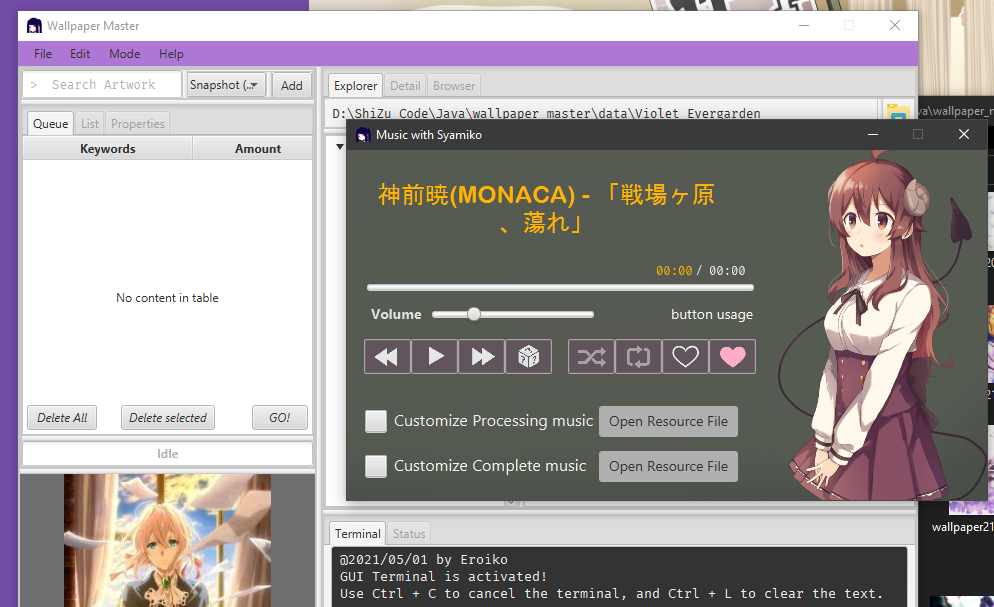 Wallpaper Master
File Edit Mode Help
> Search Artwork
Snapshot (...
Add
Queue List Properties
Keywords Amount
No content in table
Delete All Delete selected GO!
Idle
Explorer Detail Browser
D:\ShiZu_Code\Java\wallpaper_master\data\Violet Evergarden
Music with Syamiko
神前暁(MONACA) - 「戦場ヶ原
、蕩れ」
00:00 / 00:00
Volume
button usage
Customize Processing music Open Resource File
Customize Complete music Open Resource File
Terminal Status
@2021/05/01 by Eroiko
GUI Terminal is activated!
Use Ctrl + C to cancel the terminal, and Ctrl + L to clear the text.
wallpaper21